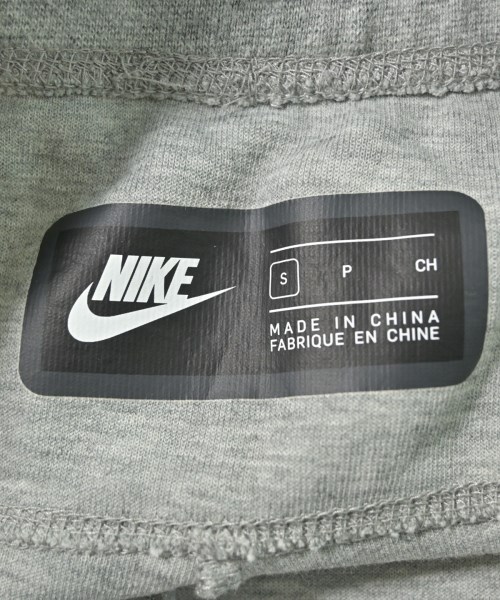 NIKE
S P CH
MADE IN CHINA
FABRIQUE EN CHINE